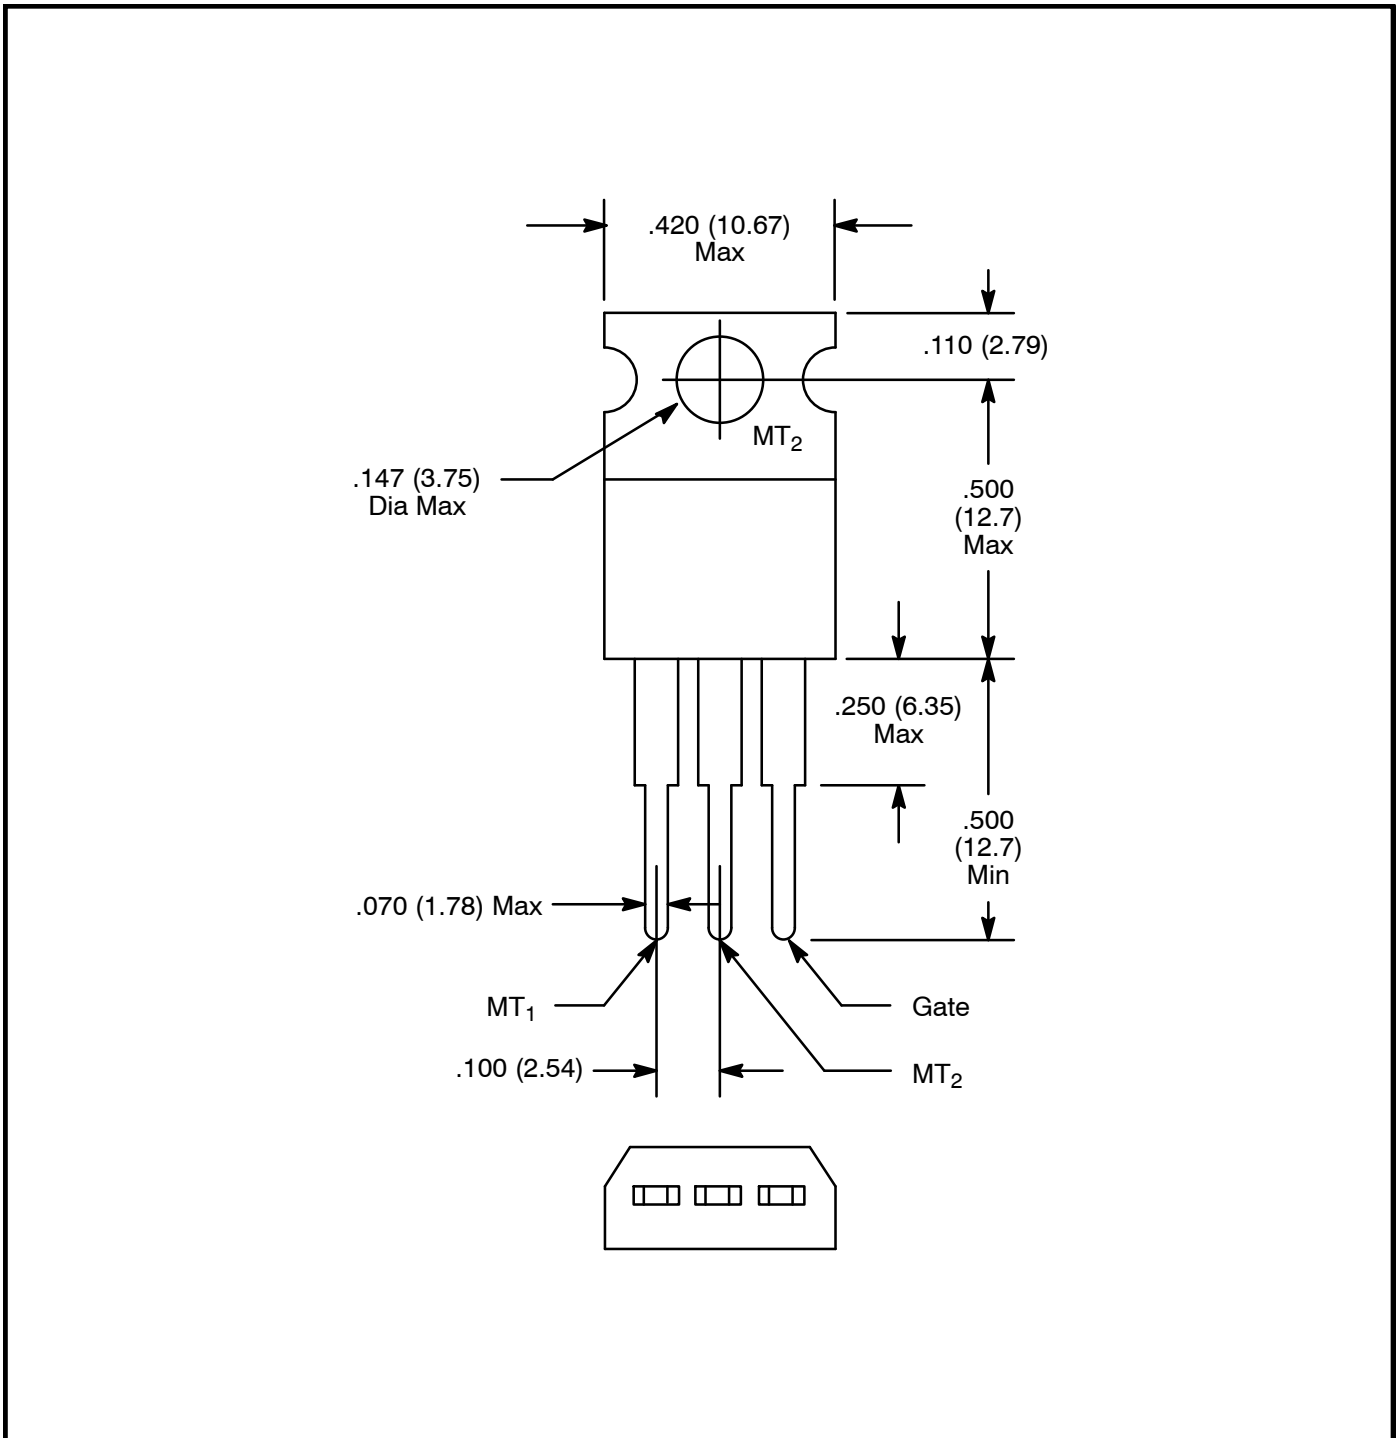 .420 (10.67)
Max
.110 (2.79)
MT2
.147 (3.75)
Dia Max
.500
(12.7)
Max
.250 (6.35)
Max
.500
(12.7)
Min
.070 (1.78) Max
MT1
Gate
.100 (2.54)
MT2